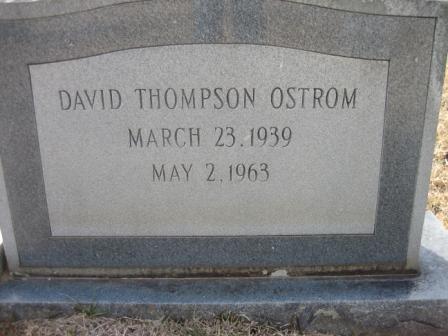 DAVID THOMPSON OSTROM
MARCH 23, 1939
MAY 2, 1963